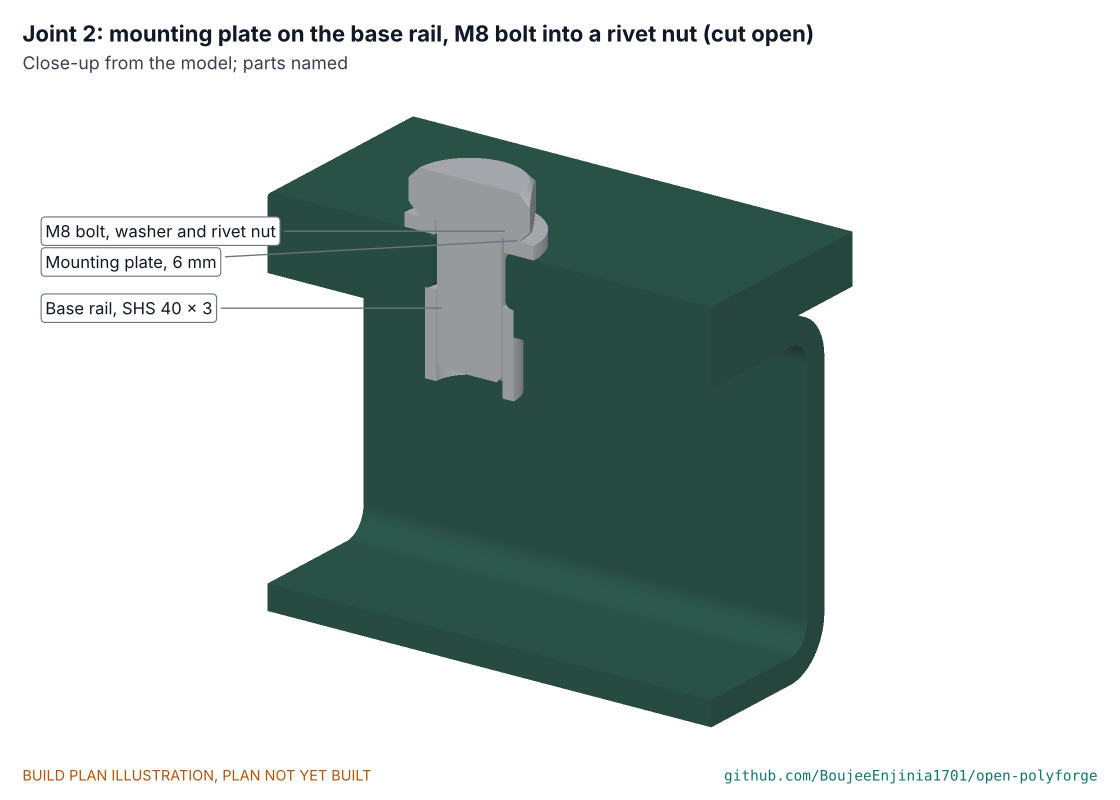 Joint 2: mounting plate on the base rail, M8 bolt into a rivet nut (cut open)
Close-up from the model; parts named
M8 bolt, washer and rivet nut
Mounting plate, 6 mm
Base rail, SHS 40 × 3
BUILD PLAN ILLUSTRATION, PLAN NOT YET BUILT
github.com/BoujeeEnjinia1701/open-polyforge